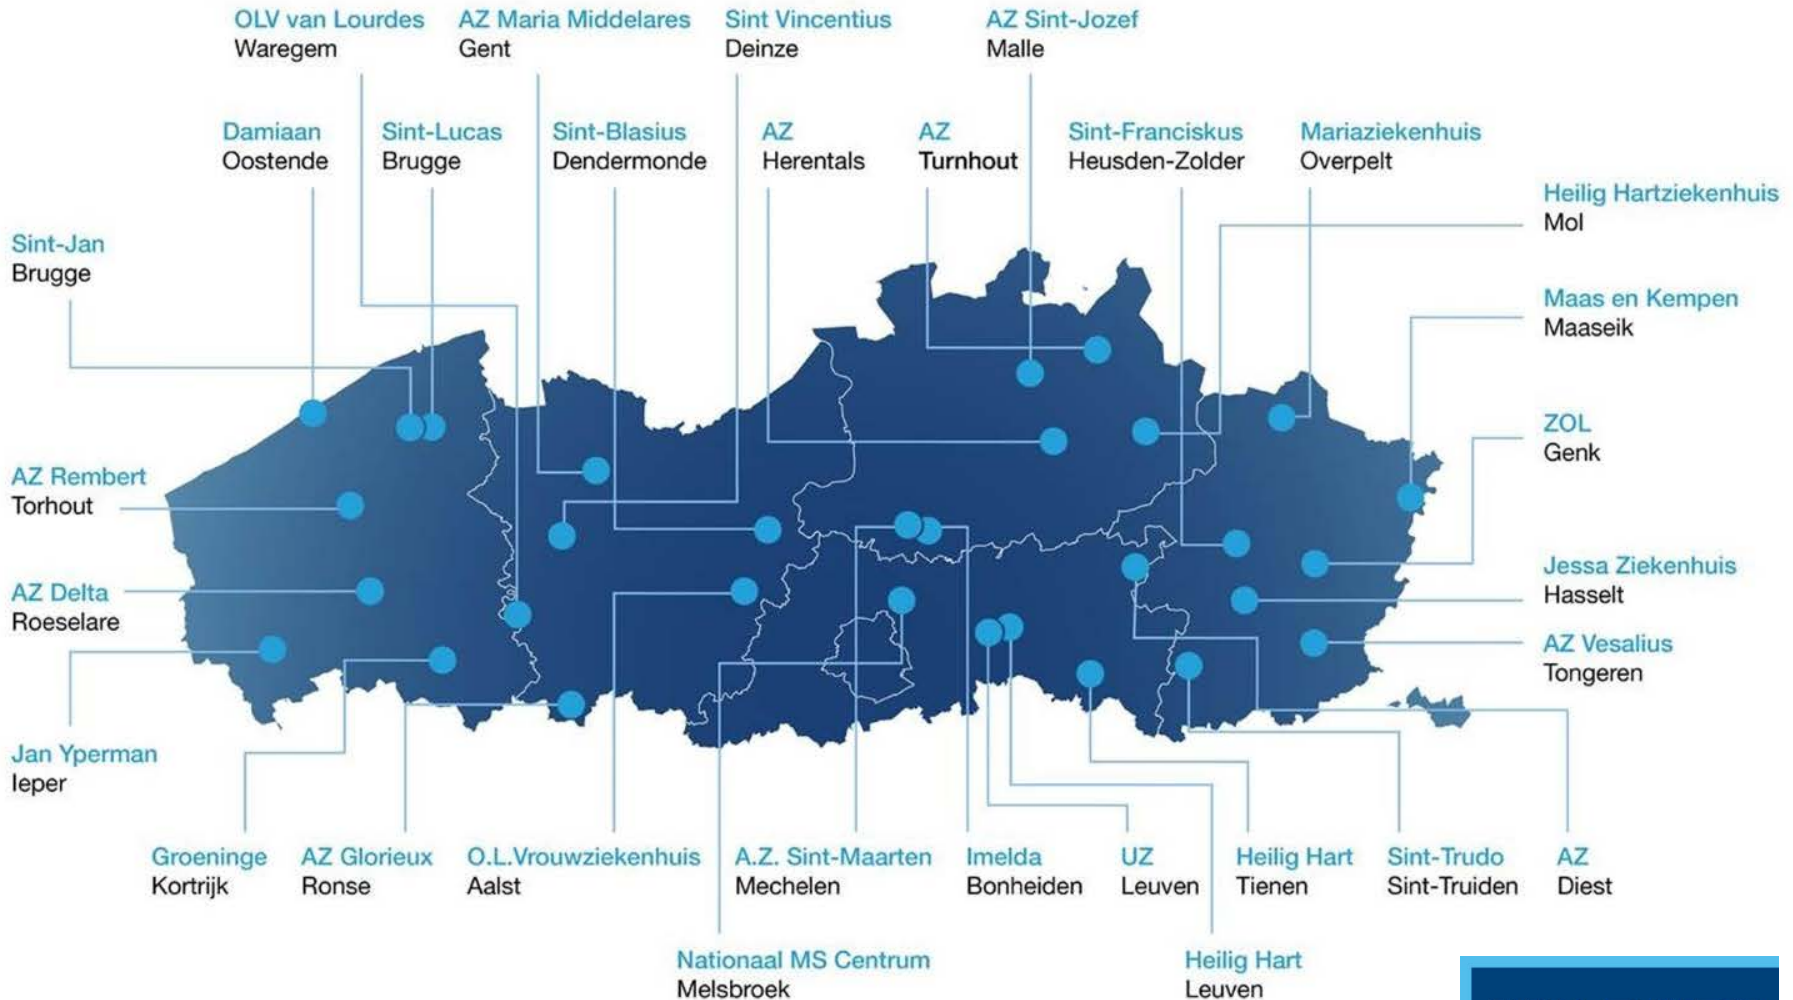 OLV van Lourdes
Waregem
AZ Maria Middelares
Gent
Sint Vincentius
Deinze
AZ Sint-Jozef
Malle
Damiaan
Oostende
Sint-Lucas
Brugge
Sint-Blasius
Dendermonde
AZ
Herentals
AZ
Turnhout
Sint-Franciskus
Heusden-Zolder
Mariaziekenhuis
Overpelt
Heilig Hartziekenhuis
Mol
Sint-Jan
Brugge
Maas en Kempen
Maaseik
ZOL
Genk
AZ Rembert
Torhout
Jessa Ziekenhuis
Hasselt
AZ Delta
Roeselare
AZ Vesalius
Tongeren
Jan Yperman
Ieper
Groeninge
Kortrijk
AZ Glorieux
Ronse
O.L.Vrouwziekenhuis
Aalst
A.Z. Sint-Maarten
Mechelen
Imelda
Bonheiden
UZ
Leuven
Heilig Hart
Tienen
Sint-Trudo
Sint-Truiden
AZ
Diest
Nationaal MS Centrum
Melsbroek
Heilig Hart
Leuven